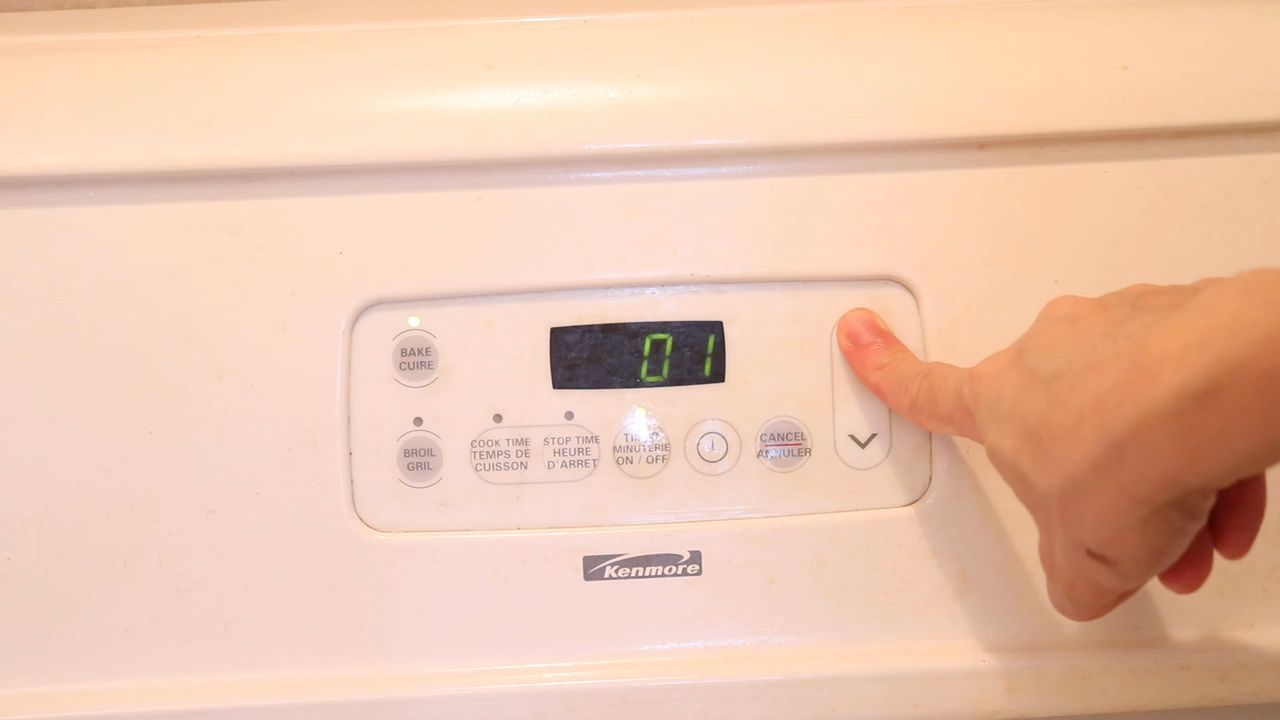 01
BAKE
CUIRE
BROIL
GRIL
COOK TIME
TEMPS DE
CUISSON
STOP TIME
HEURE
D'ARRET
MINUTERIE
ON / OFF
CANCEL
ANNULER
Kenmore